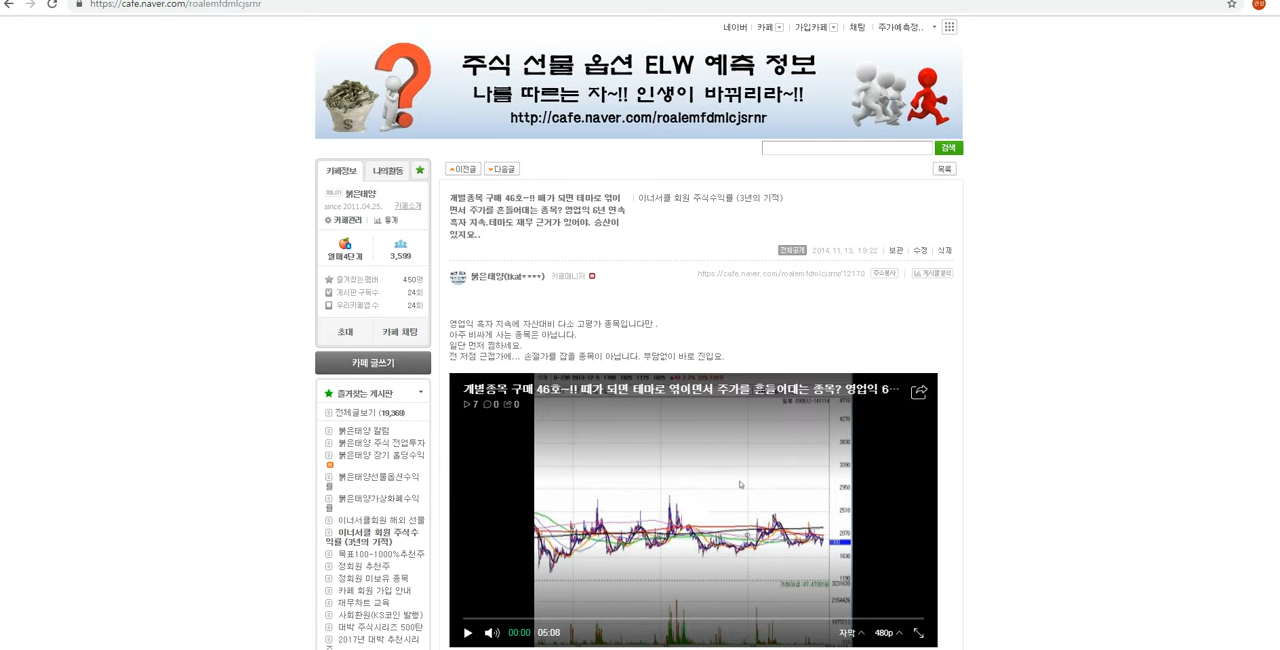 https://cafe.naver.com/roalemfdmlcjsrnr
네이버 카페 가입카페 채팅 주가예측정..
주식 선물 옵션 ELW 예측 정보
나를 따르는 자~!! 인생이 바뀌리라~!!
http://cafe.naver.com/roalemfdmlcjsrnr
검색
카페정보 나의활동
이전글 다음글 목록
매니저 붉은태양
since 2011.04.25. 카페소개
카페관리 통계
열매4단계 3,599
즐겨찾는 멤버 450명
게시판 구독수 24회
우리카페앱 수 24회
초대 카페 채팅
카페 글쓰기
즐겨찾는 게시판
전체글보기 (19,369)
붉은태양 칼럼
붉은태양 주식 전업투자
붉은태양 장기 홀딩수익
붉은태양선물옵션수익
률
붉은태양가상화폐수익
률
이너서클회원 해외 선물
이너서클 회원 주식수
익률 (3년의 기적)
목표100-1000%추천주
정회원 추천주
정회원 미보유 종목
카페 회원 가입 안내
재무차트 교육
사회환원(KS코인 발행)
대박 주식시리즈 500탄
2017년 대박 추천시리
개별종목 구매 46호~!! 때가 되면 테마로 엮이 이너서클 회원 주식수익률 (3년의 기적)
면서 주가를 흔들어대는 종목? 영업익 6년 연속
흑자 지속.테마도 재무 근거가 있어야. 승산이
있지요..
전체공개 2014.11.13. 19:22 보관 수정 삭제
붉은태양(tkat****) 카페매니저 https://cafe.naver.com/roalemfdmlcjsrnr/12170 주소복사 게시물분석
영업익 흑자 지속에 자산대비 다소 고평가 종목입니다만 .
아주 비싸게 사는 종목은 아닙니다.
일단 먼저 찜하세요.
전 저점 근접가에... 손절가를 잡을 종목이 아닙니다. 부담없이 바로 진입요.
개별종목 구매 46호~!! 때가 되면 테마로 엮이면서 주가를 흔들어대는 종목? 영업익 6…
7 0 0
4710
4270
3830
3390
2950
2510
2070
1630
1190
00:00 05:08 자막 480p